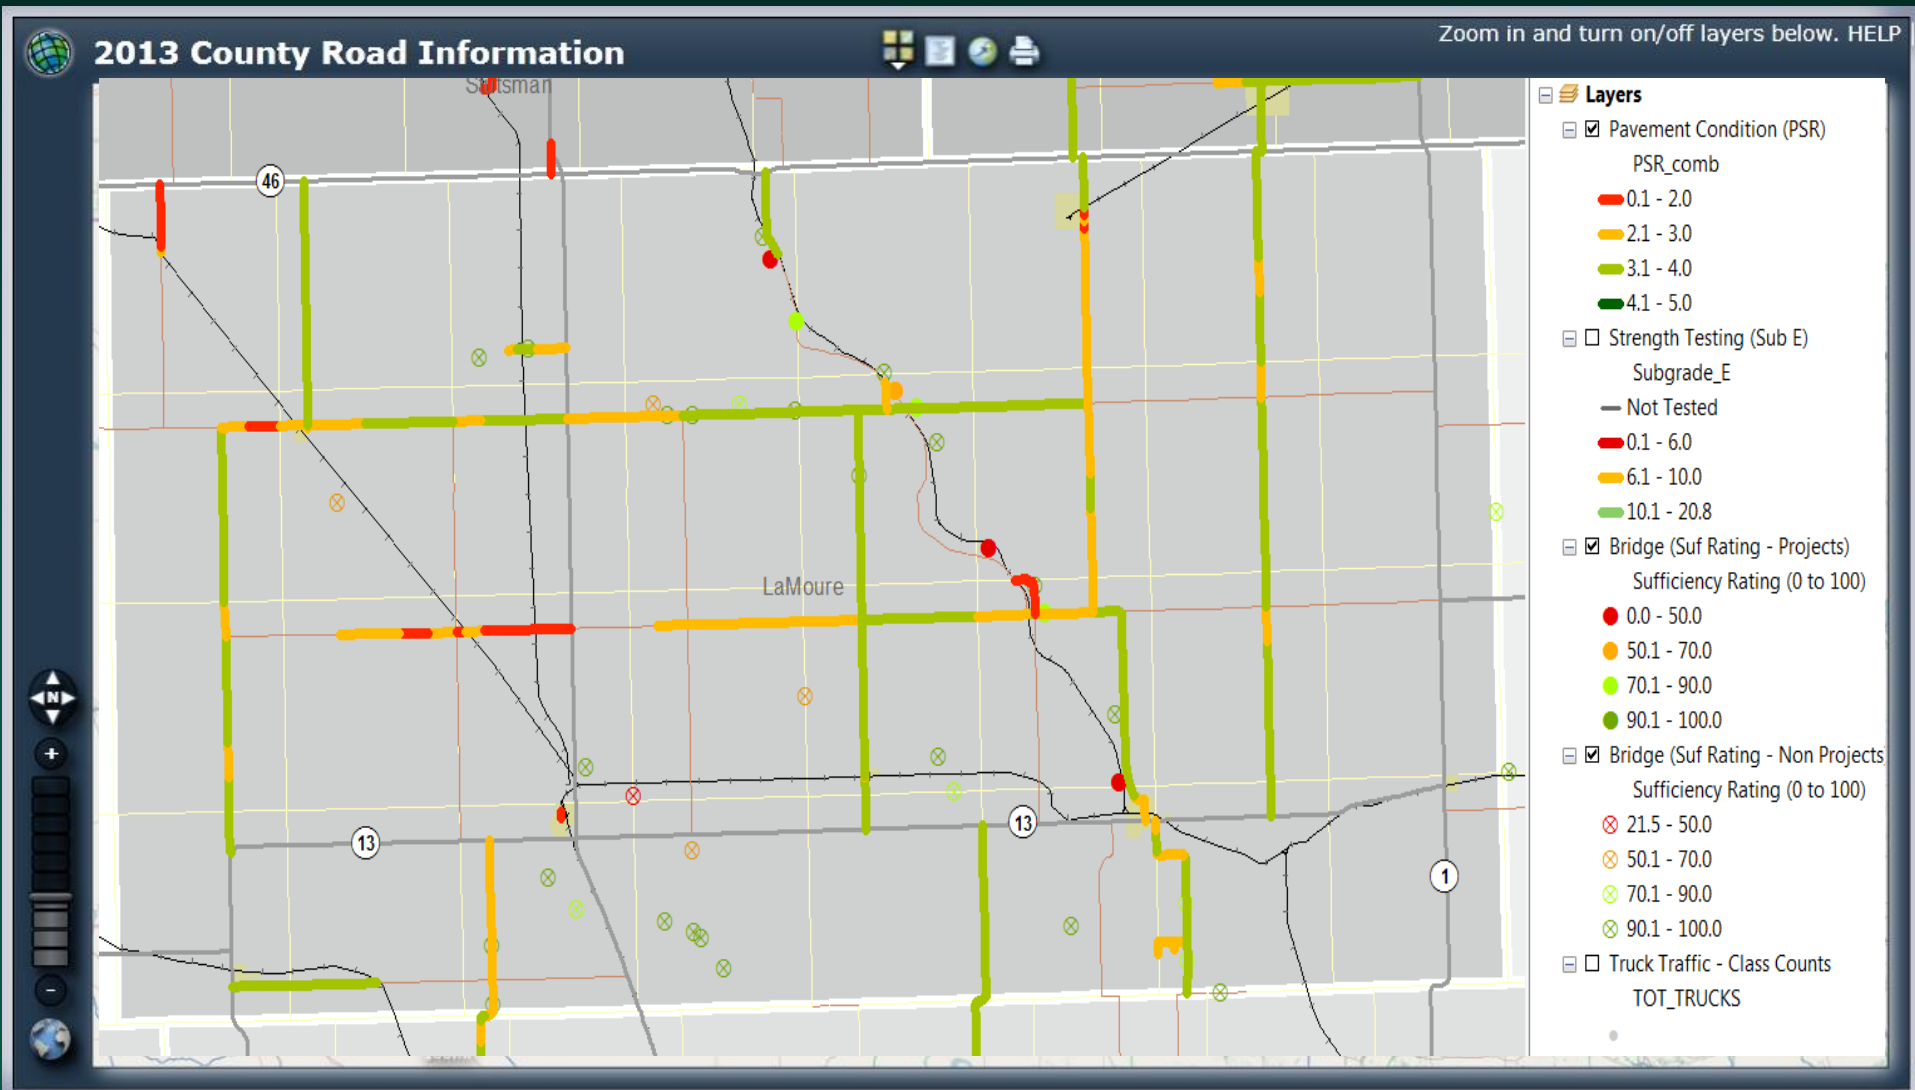 Zoom in and turn on/off layers below. HELP
2013 County Road Information
Stutsman
46
LaMoure
13
13
1
N
+
-
Layers
Pavement Condition (PSR)
PSR_comb
0.1 - 2.0
2.1 - 3.0
3.1 - 4.0
4.1 - 5.0
Strength Testing (Sub E)
Subgrade_E
Not Tested
0.1 - 6.0
6.1 - 10.0
10.1 - 20.8
Bridge (Suf Rating - Projects)
Sufficiency Rating (0 to 100)
0.0 - 50.0
50.1 - 70.0
70.1 - 90.0
90.1 - 100.0
Bridge (Suf Rating - Non Projects
Sufficiency Rating (0 to 100)
21.5 - 50.0
50.1 - 70.0
70.1 - 90.0
90.1 - 100.0
Truck Traffic - Class Counts
TOT_TRUCKS